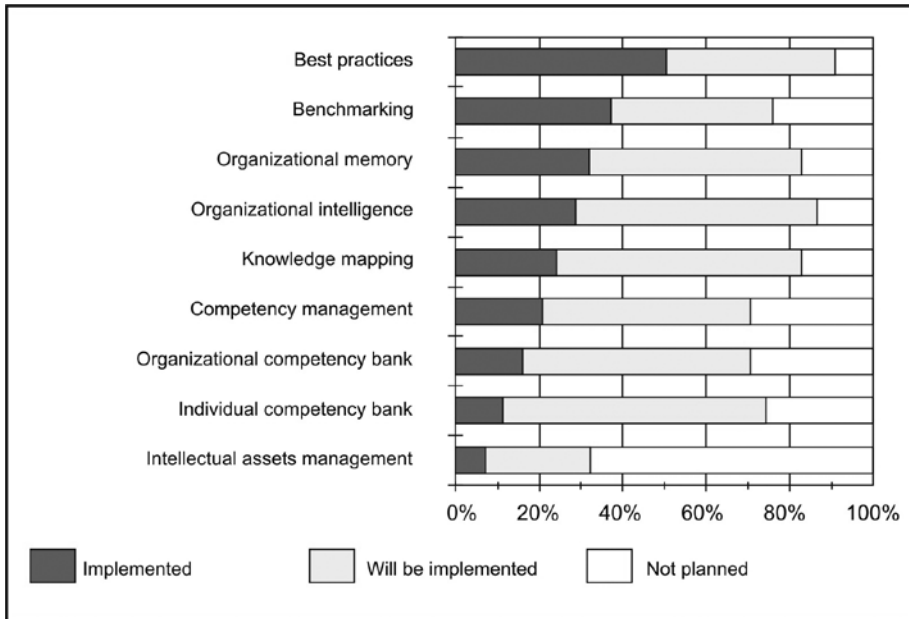 Best practices
Benchmarking
Organizational memory
Organizational intelligence
Knowledge mapping
Competency management
Organizational competency bank
Individual competency bank
Intellectual assets management
0% 20% 40% 60% 80% 100%
Implemented Will be implemented Not planned